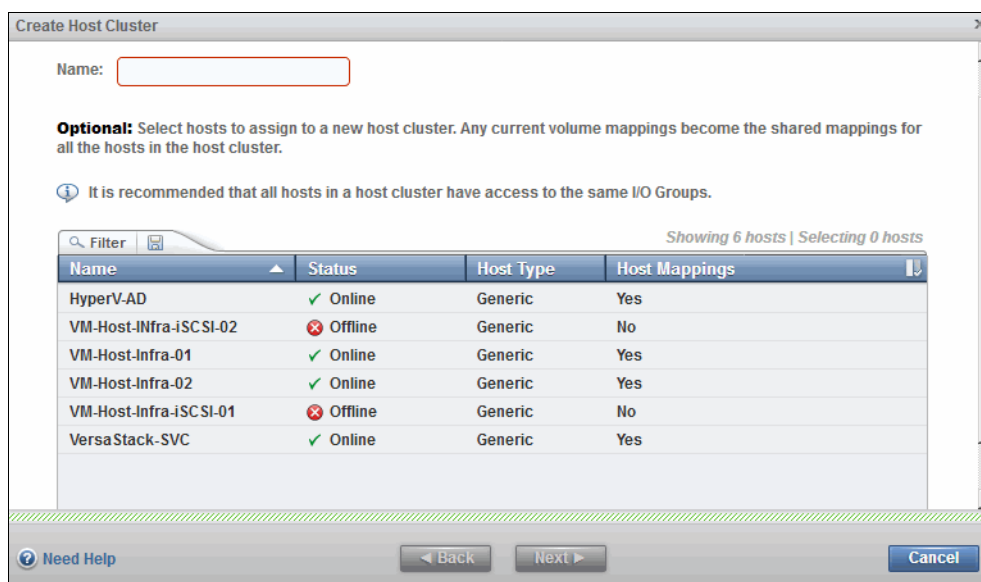 Create Host Cluster
Name:
Optional: Select hosts to assign to a new host cluster. Any current volume mappings become the shared mappings for
all the hosts in the host cluster.
It is recommended that all hosts in a host cluster have access to the same I/O Groups.
Filter
Showing 6 hosts | Selecting 0 hosts
Name Status Host Type Host Mappings
HyperV-AD Online Generic Yes
VM-Host-INfra-iSCSI-02 Offline Generic No
VM-Host-Infra-01 Online Generic Yes
VM-Host-Infra-02 Online Generic Yes
VM-Host-Infra-iSCSI-01 Offline Generic No
VersaStack-SVC Online Generic Yes
Need Help
Back
Next
Cancel